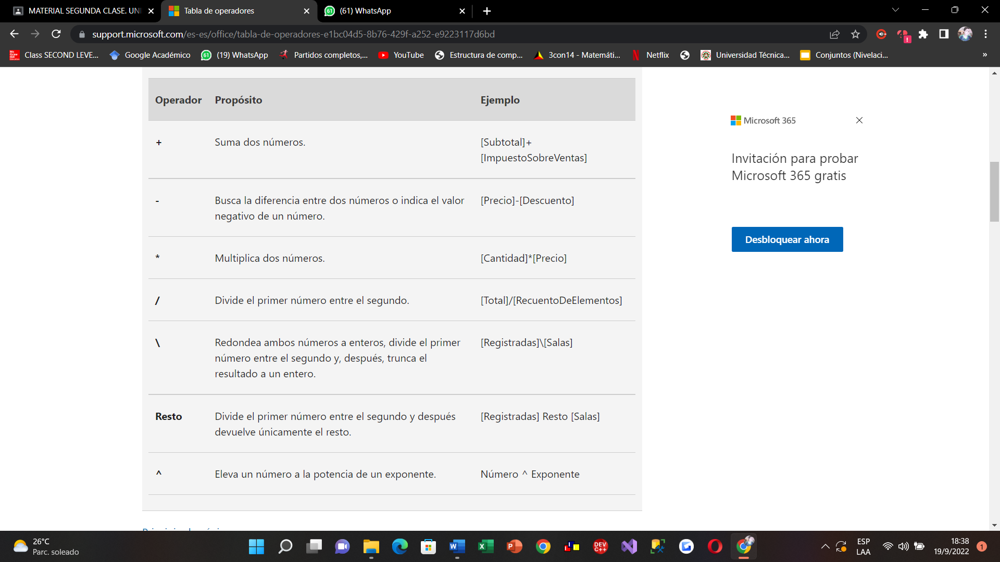 MATERIAL SEGUNDA CLASE. UNI
Tabla de operadores
(61) WhatsApp
support.microsoft.com/es-es/office/tabla-de-operadores-e1bc04d5-8b76-429f-a252-e9223117d6bd
Class SECOND LEVE...
Google Académico
(19) WhatsApp
Partidos completos,...
YouTube
Estructura de comp...
3con14 - Matemáti...
Netflix
Universidad Técnica...
Conjuntos (Nivelaci...
»
Operador Propósito Ejemplo
+ Suma dos números. [Subtotal]+
[ImpuestoSobreVentas]
- Busca la diferencia entre dos números o indica el valor [Precio]-[Descuento]
negativo de un número.
* Multiplica dos números. [Cantidad]*[Precio]
/ Divide el primer número entre el segundo. [Total]/[RecuentoDeElementos]
\ Redondea ambos números a enteros, divide el primer [Registradas]\[Salas]
número entre el segundo y, después, trunca el
resultado a un entero.
Resto Divide el primer número entre el segundo y después [Registradas] Resto [Salas]
devuelve únicamente el resto.
^ Eleva un número a la potencia de un exponente. Número ^ Exponente
Microsoft 365
Invitación para probar
Microsoft 365 gratis
Desbloquear ahora
26°C
Parc. soleado
DEV
C++
ESP
LAA
18:38
19/9/2022
1